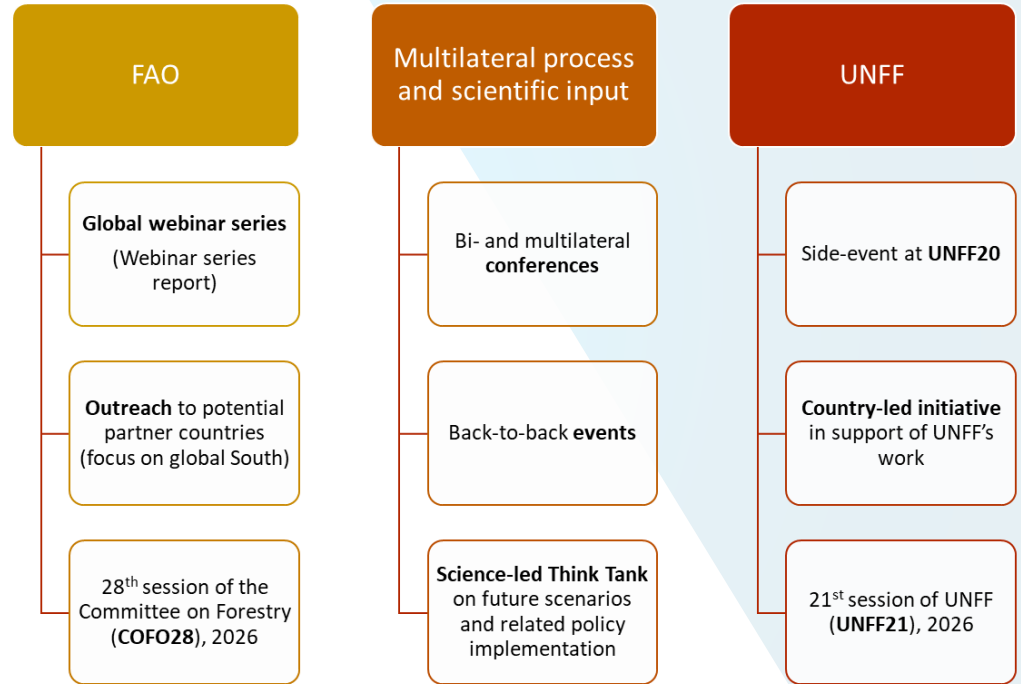 FAO
Global webinar series
(Webinar series
report)
Outreach to potential
partner countries
(focus on global South)
28th session of the
Committee on Forestry
(COFO28), 2026
Multilateral process
and scientific input
Bi- and multilateral
conferences
Back-to-back events
Science-led Think Tank
on future scenarios
and related policy
implementation
UNFF
Side-event at UNFF20
Country-led initiative
in support of UNFF’s
work
21st session of UNFF
(UNFF21), 2026